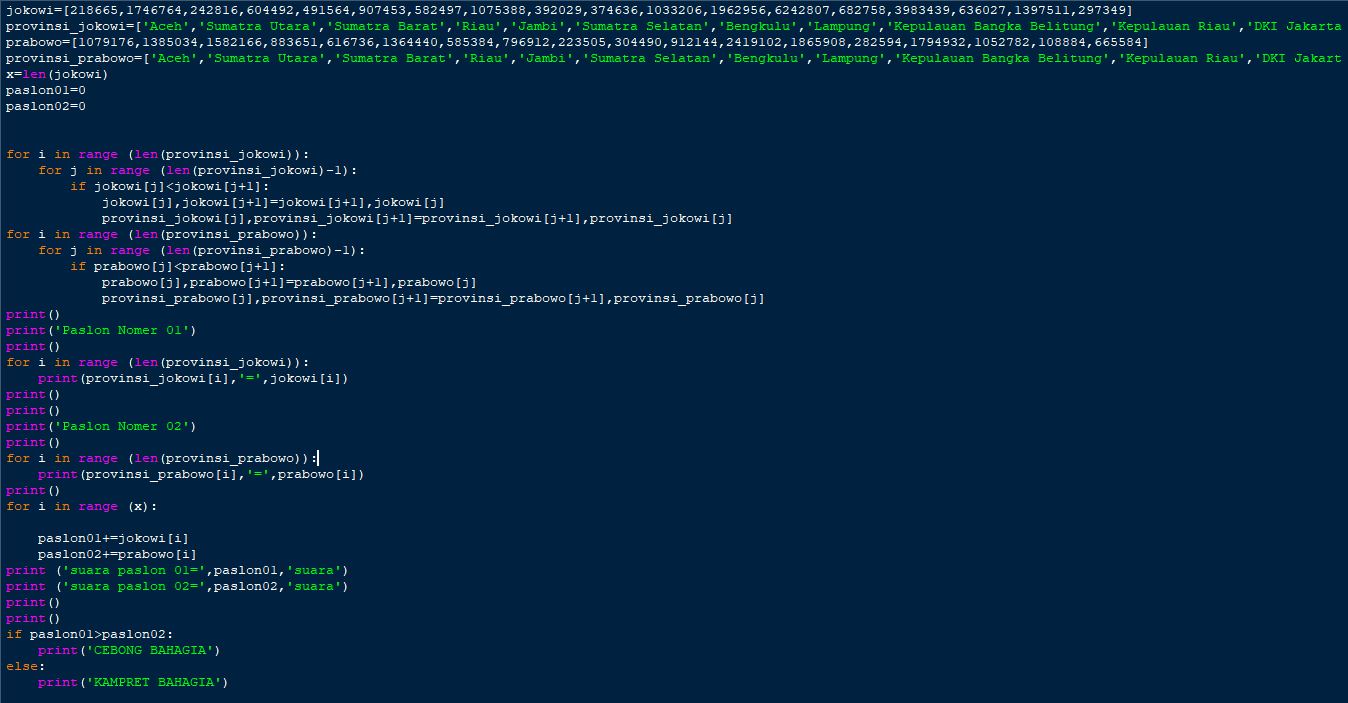 jokowi=[218665,1746764,242816,604492,491564,907453,582497,1075388,392029,374636,1033206,1962956,6242807,682758,3983439,636027,1397511,297349]
provinsi_jokowi=['Aceh','Sumatra Utara','Sumatra Barat','Riau','Jambi','Sumatra Selatan','Bengkulu','Lampung','Kepulauan Bangka Belitung','Kepulauan Riau','DKI Jakarta
prabowo=[1079176,1385034,1582166,883651,616736,1364440,585384,796912,223505,304490,912144,2419102,1865908,282594,1794932,1052782,108884,665584]
provinsi_prabowo=['Aceh','Sumatra Utara','Sumatra Barat','Riau','Jambi','Sumatra Selatan','Bengkulu','Lampung','Kepulauan Bangka Belitung','Kepulauan Riau','DKI Jakart
x=len(jokowi)
paslon01=0
paslon02=0
for i in range (len(provinsi_jokowi)):
    for j in range (len(provinsi_jokowi)-1):
        if jokowi[j]<jokowi[j+1]:
            jokowi[j],jokowi[j+1]=jokowi[j+1],jokowi[j]
            provinsi_jokowi[j],provinsi_jokowi[j+1]=provinsi_jokowi[j+1],provinsi_jokowi[j]
for i in range (len(provinsi_prabowo)):
    for j in range (len(provinsi_prabowo)-1):
        if prabowo[j]<prabowo[j+1]:
            prabowo[j],prabowo[j+1]=prabowo[j+1],prabowo[j]
            provinsi_prabowo[j],provinsi_prabowo[j+1]=provinsi_prabowo[j+1],provinsi_prabowo[j]
print()
print('Paslon Nomer 01')
print()
for i in range (len(provinsi_jokowi)):
    print(provinsi_jokowi[i],'=',jokowi[i])
print()
print()
print('Paslon Nomer 02')
print()
for i in range (len(provinsi_prabowo)):
    print(provinsi_prabowo[i],'=',prabowo[i])
print()
for i in range (x):
    paslon01+=jokowi[i]
    paslon02+=prabowo[i]
print ('suara paslon 01=',paslon01,'suara')
print ('suara paslon 02=',paslon02,'suara')
print()
print()
if paslon01>paslon02:
    print('CEBONG BAHAGIA')
else:
    print('KAMPRET BAHAGIA')